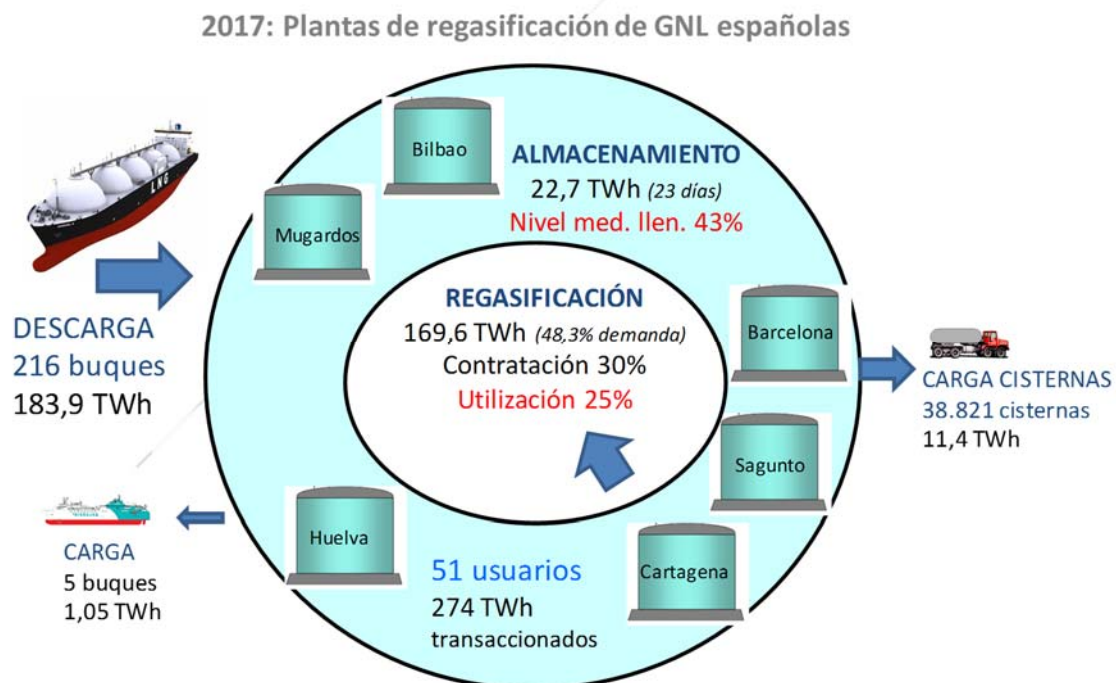 2017: Plantas de regasificación de GNL españolas
LNG
DESCARGA
216 buques
183,9 TWh
CARGA
5 buques
1,05 TWh
Bilbao
Mugardos
ALMACENAMIENTO
22,7 TWh (23 días)
Nivel med. llen. 43%
REGASIFICACIÓN
169,6 TWh (48,3% demanda)
Contratación 30%
Utilización 25%
Barcelona
Sagunto
Cartagena
Huelva
51 usuarios
274 TWh
transaccionados
CARGA CISTERNAS
38.821 cisternas
11,4 TWh